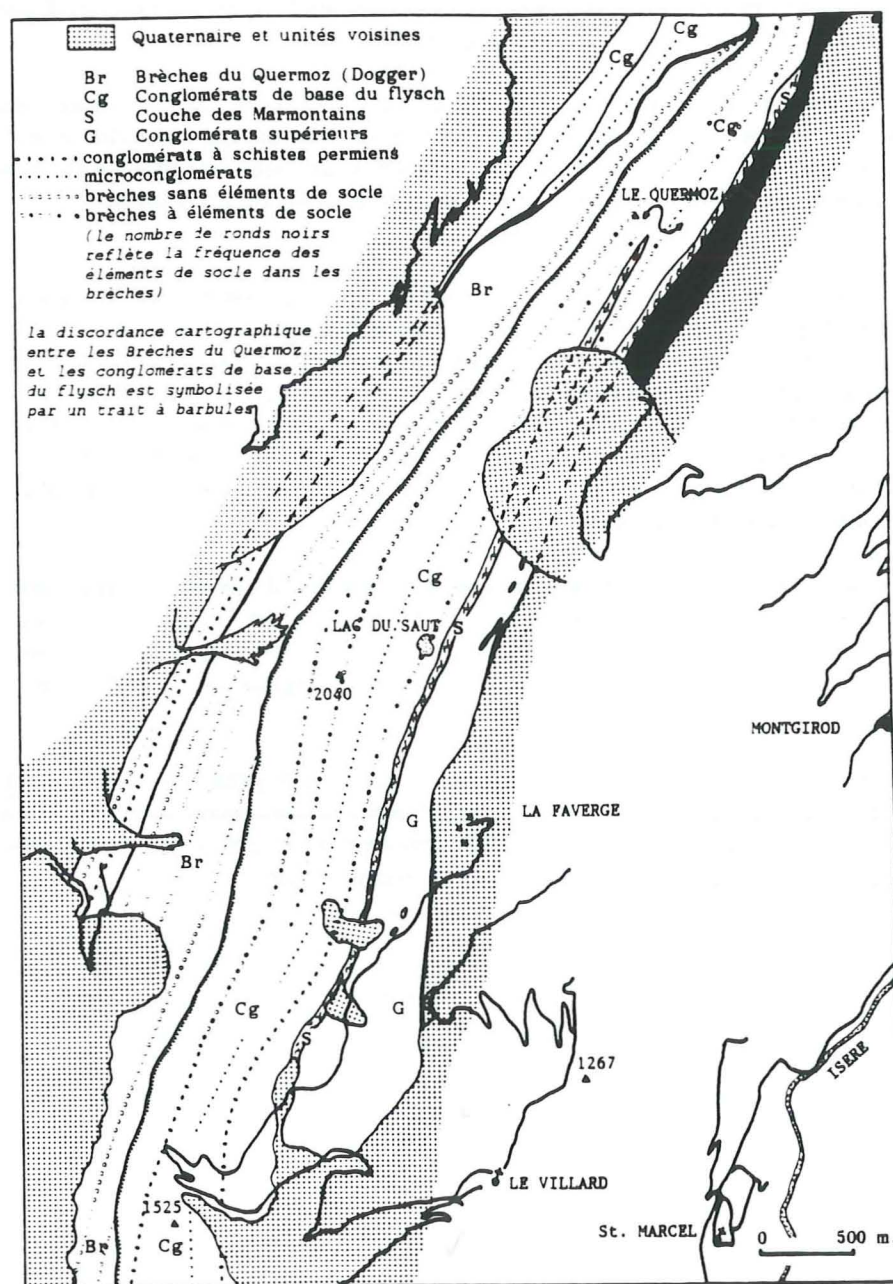 Quaternaire et unités voisines
Br Brèches du Quermoz (Dogger)
Cg Conglomérats de base du flysch
S Couche des Marmontains
G Conglomérats supérieurs
conglomérats à schistes permiens
microconglomérats
brèches sans éléments de socle
brèches à éléments de socle
(le nombre de ronds noirs
reflète la fréquence des
éléments de socle dans les
brèches)
la discordance cartographique
entre les Brèches du Quermoz
et les conglomérats de base
du flysch est symbolisée
par un trait à barbules
Cg
Cg
S
Cg
LE QUERMOZ
Br
Cg
LAC DU SAUT
S
2040
MONTGIROD
LA FAVERGE
G
Br
Cg
G
S
1267
ISERE
LE VILLARD
1525
St. MARCEL
0 500 m
Br
Cg